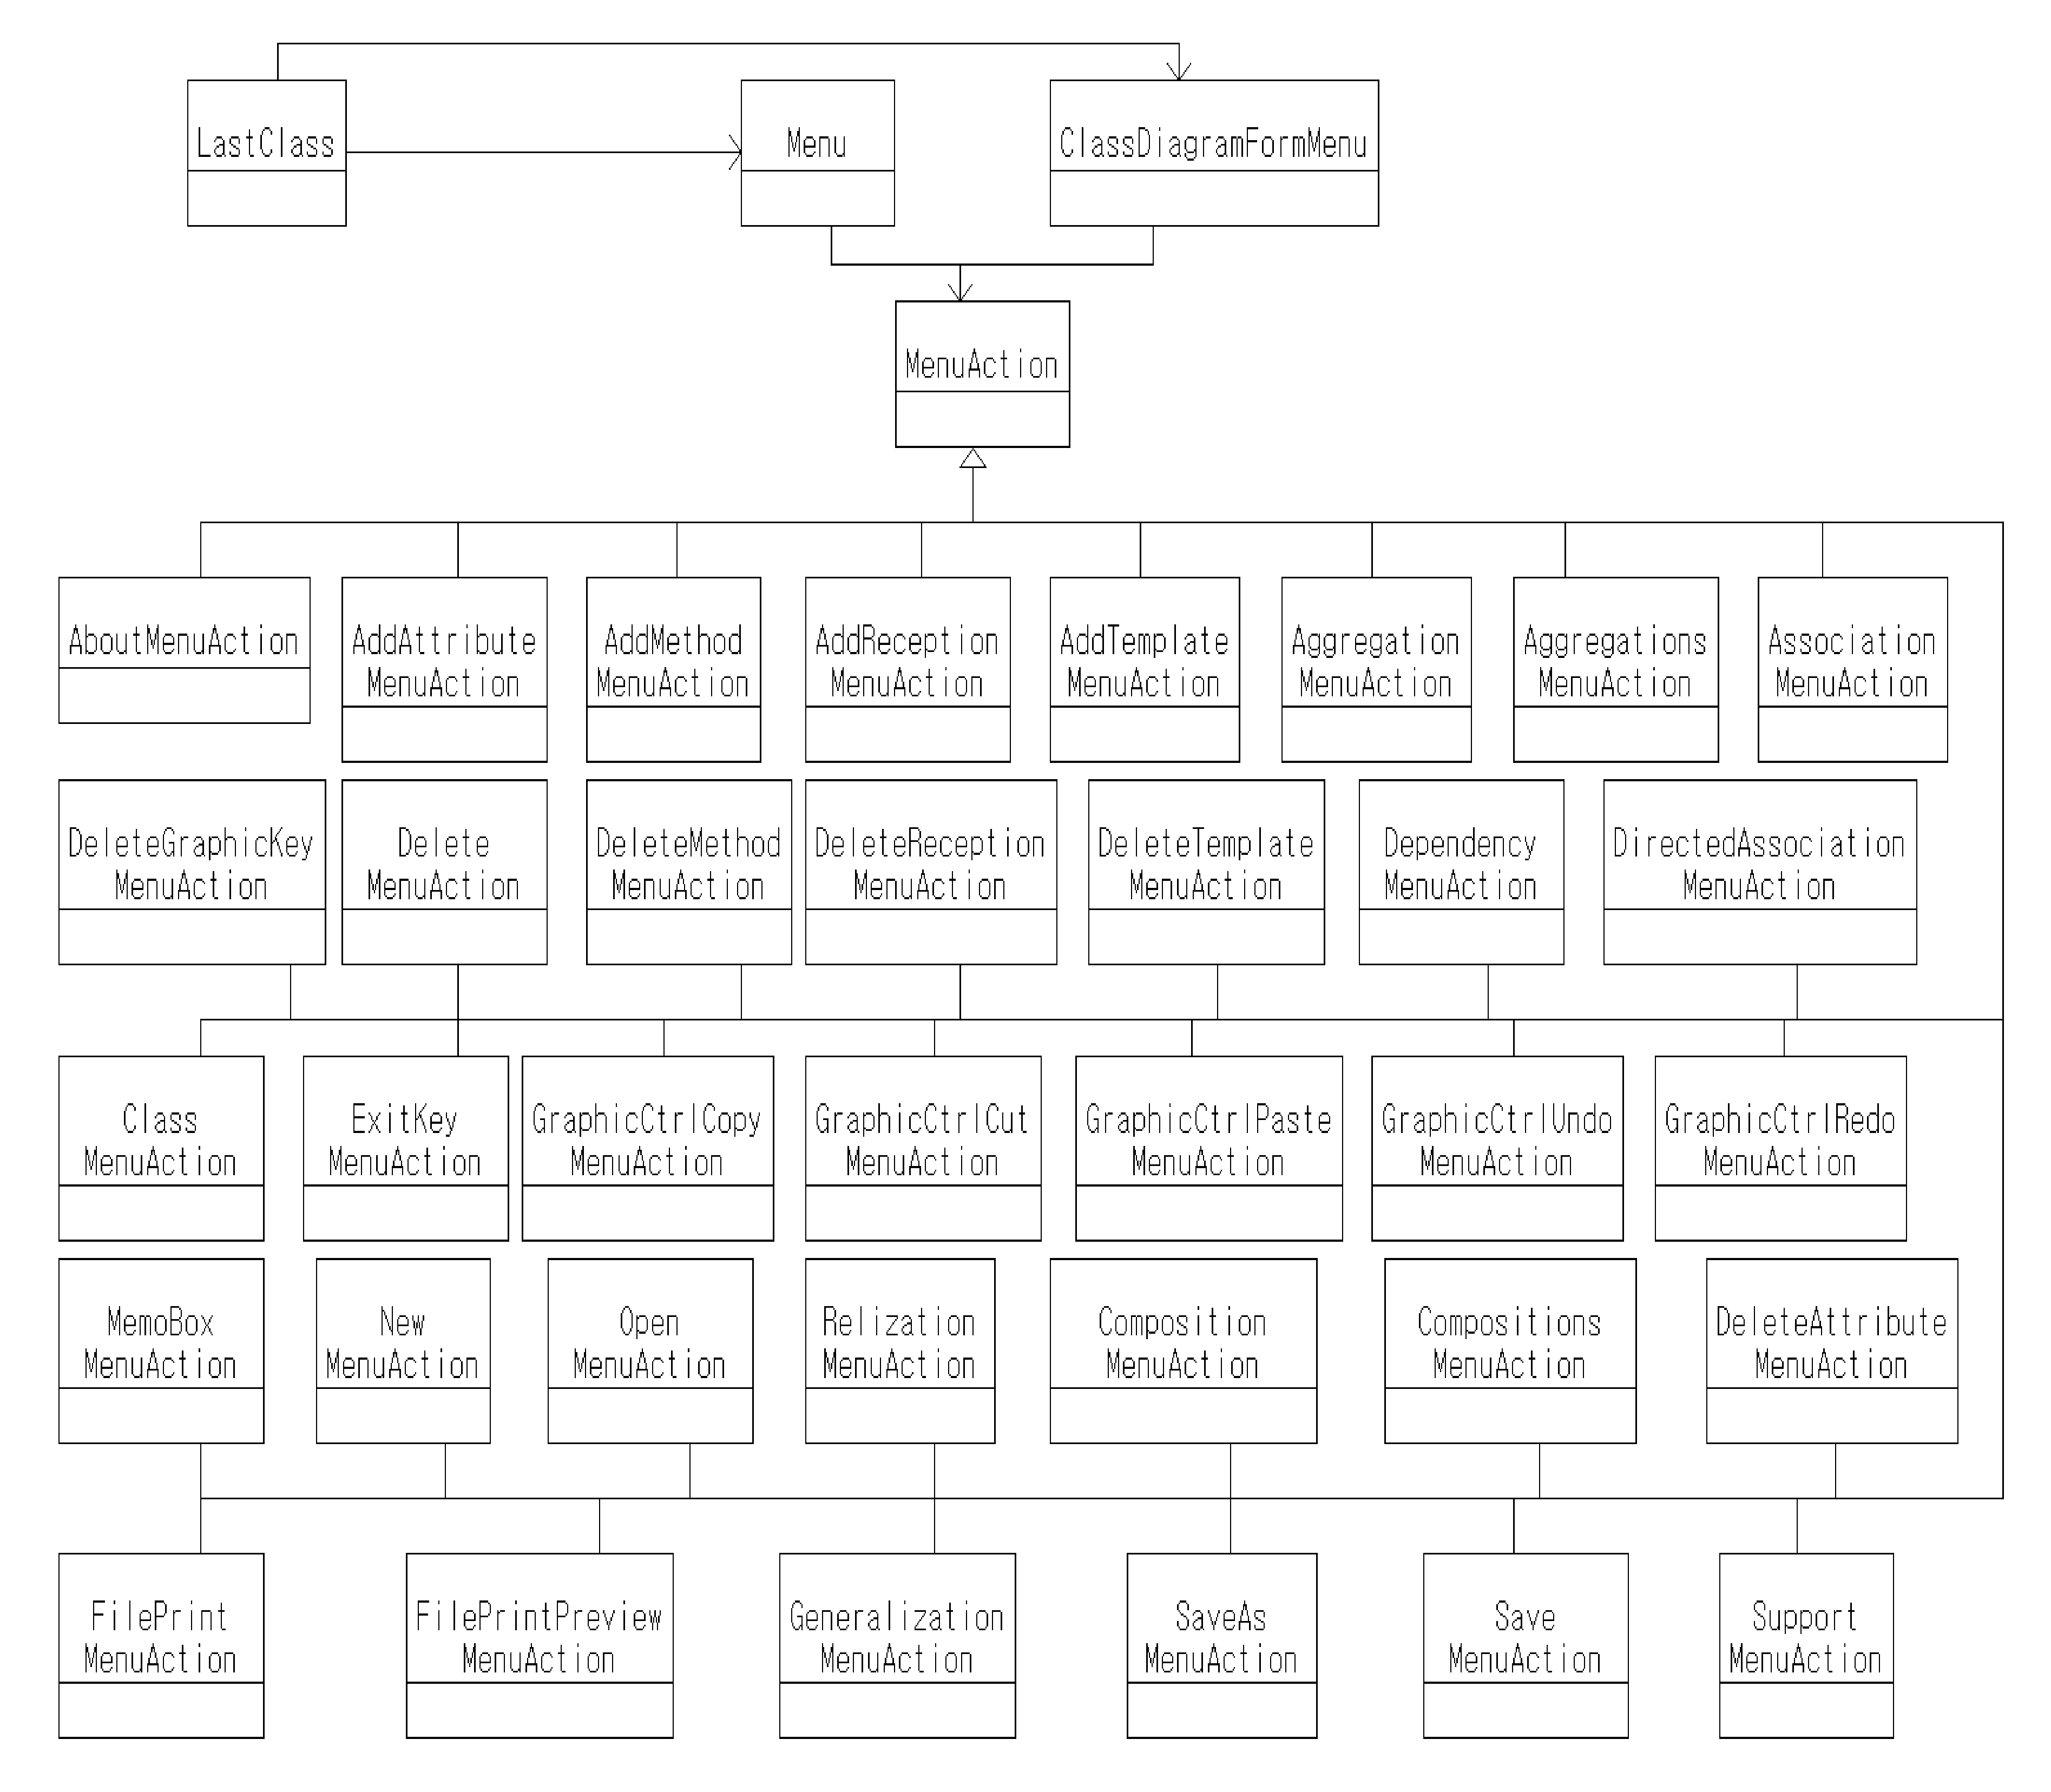 LastClass
Menu
ClassDiagramFormMenu
MenuAction
AboutMenuAction
AddAttribute
MenuAction
AddMethod
MenuAction
AddReception
MenuAction
AddTemplate
MenuAction
Aggregation
MenuAction
Aggregations
MenuAction
Association
MenuAction
DeleteGraphicKey
MenuAction
Delete
MenuAction
DeleteMethod
MenuAction
DeleteReception
MenuAction
DeleteTemplate
MenuAction
Dependency
MenuAction
DirectedAssociation
MenuAction
Class
MenuAction
ExitKey
MenuAction
GraphicCtrlCopy
MenuAction
GraphicCtrlCut
MenuAction
GraphicCtrlPaste
MenuAction
GraphicCtrlUndo
MenuAction
GraphicCtrlRedo
MenuAction
MemoBox
MenuAction
New
MenuAction
Open
MenuAction
Relization
MenuAction
Composition
MenuAction
Compositions
MenuAction
DeleteAttribute
MenuAction
FilePrint
MenuAction
FilePrintPreview
MenuAction
Generalization
MenuAction
SaveAs
MenuAction
Save
MenuAction
Support
MenuAction